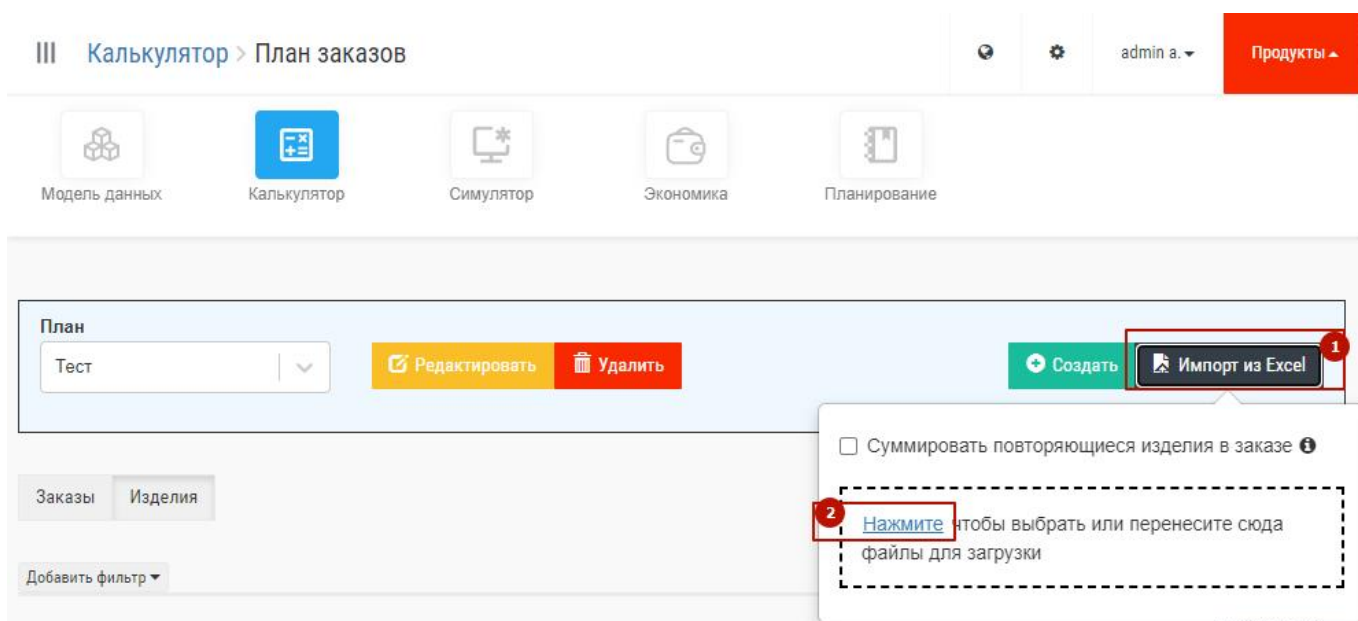 Калькулятор > План заказов
admin a.
Продукты
Модель данных
Калькулятор
Симулятор
Экономика
Планирование
План
Тест
Редактировать
Удалить
Создать
Импорт из Excel
1
Суммировать повторяющиеся изделия в заказе
Заказы
Изделия
2
Нажмите чтобы выбрать или перенесите сюда
файлы для загрузки
Добавить фильтр